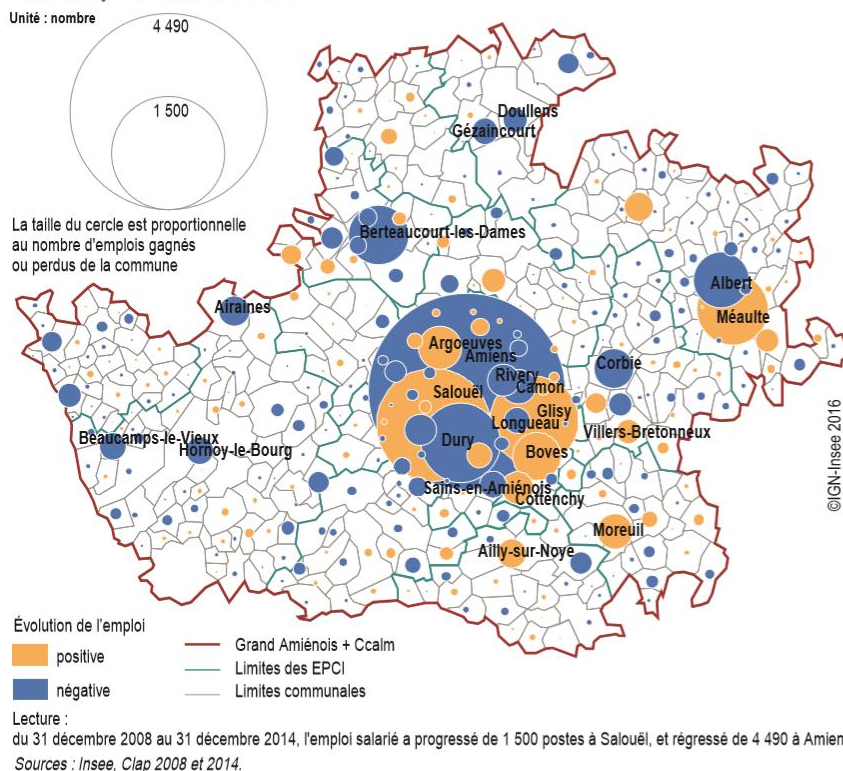 Unité : nombre
4 490
1 500
La taille du cercle est proportionnelle
au nombre d'emplois gagnés
ou perdus de la commune
Doullens
Gézaincourt
Berteaucourt-les-Dames
Airaines
Albert
Méaulte
Argoeuves
Amiens
Corbie
Rivery
Camon
Salouël
Glisy
Longueau
Villers-Bretonneux
Beaucamps-le-Vieux
Hornoy-le-Bourg
Dury
Boves
Sains-en-Amiénois
Cottenchy
Moreuil
Ailly-sur-Noye
©IGN-Insee 2016
Évolution de l'emploi
positive
négative
Grand Amiénois + Ccalm
Limites des EPCI
Limites communales
Lecture :
du 31 décembre 2008 au 31 décembre 2014, l'emploi salarié a progressé de 1 500 postes à Salouël, et régressé de 4 490 à Amien
Sources : Insee, Clap 2008 et 2014.